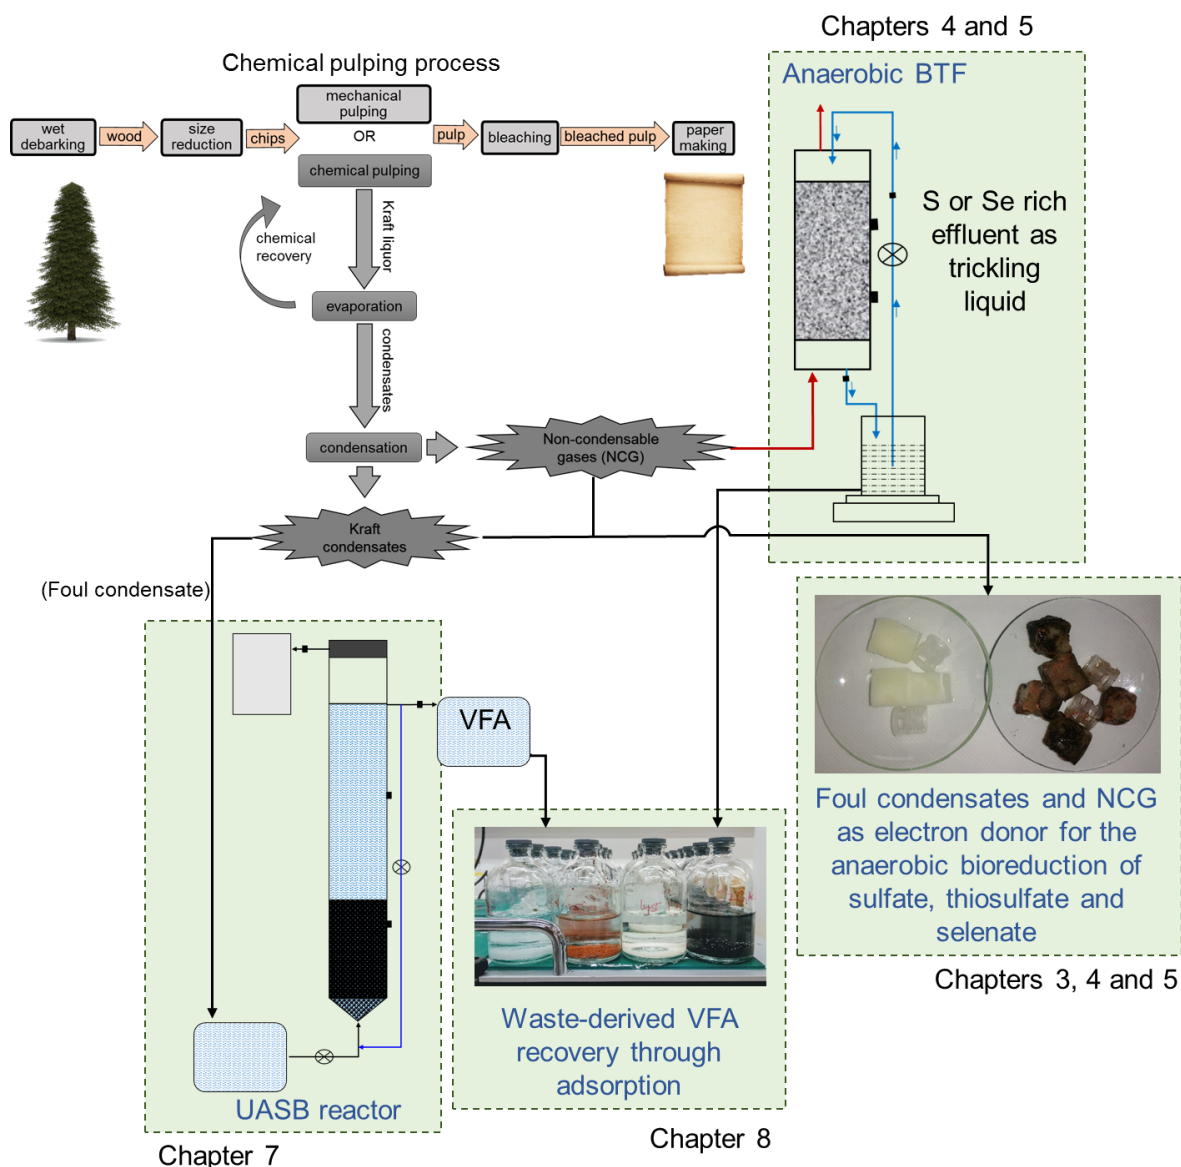 Chapters 4 and 5
Chemical pulping process
Anaerobic BTF
mechanical
pulping
OR
wet
debarking
wood
size
reduction
chips
pulp
bleaching
bleached pulp
paper
making
chemical pulping
Kraft liquor
chemical
recovery
evaporation
condensates
condensation
Non-condensable
gases (NCG)
S or Se rich
effluent as
trickling
liquid
Kraft
condensates
(Foul condensate)
VFA
Foul condensates and NCG
as electron donor for the
anaerobic bioreduction of
sulfate, thiosulfate and
selenate
Chapters 3, 4 and 5
Waste-derived VFA
recovery through
adsorption
UASB reactor
Chapter 8
Chapter 7